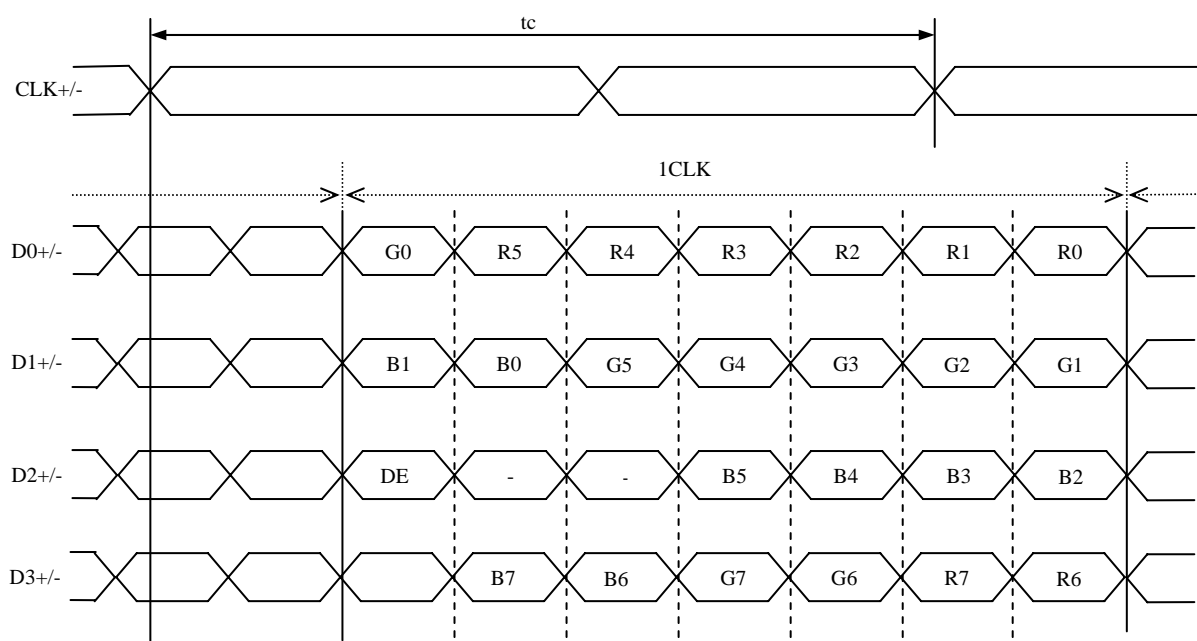 tc
CLK+/-
1CLK
D0+/- G0 R5 R4 R3 R2 R1 R0
D1+/- B1 B0 G5 G4 G3 G2 G1
D2+/- DE - - B5 B4 B3 B2
D3+/- B7 B6 G7 G6 R7 R6